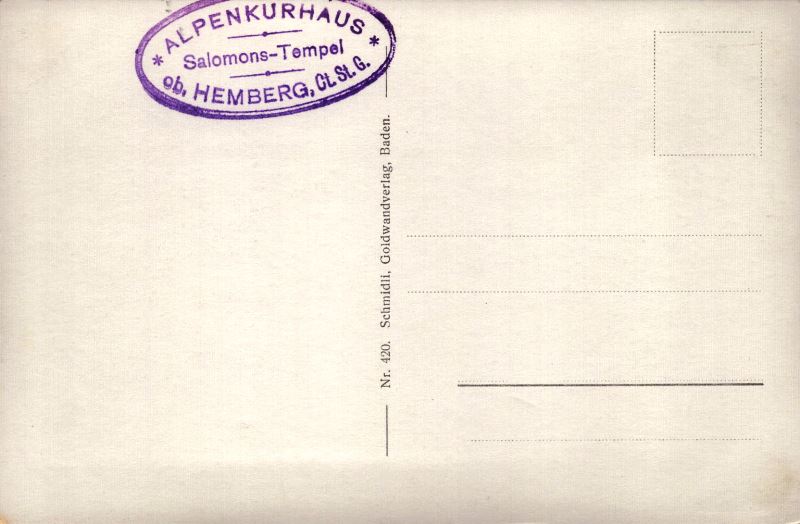 * ALPENKURHAUS *
Salomons-Tempel
ob. HEMBERG, Ct. St. G.
Nr. 420. Schmidli, Goldwandverlag, Baden.